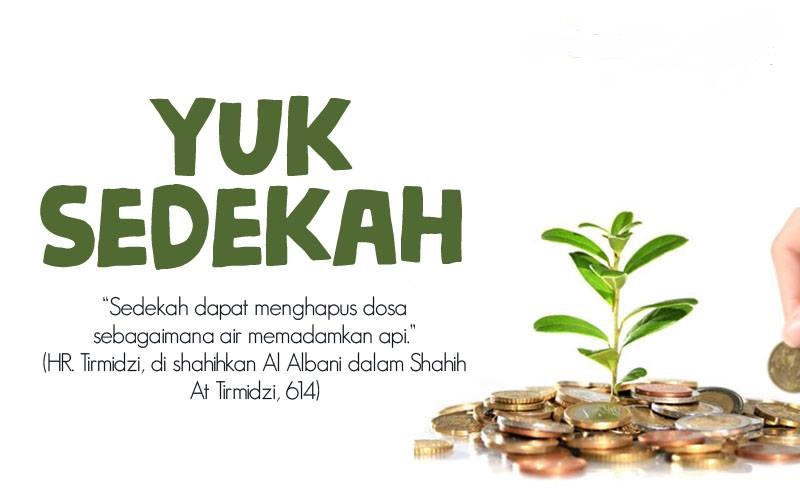 YUK
SEDEKAH
“Sedekah dapat menghapus dosa
sebagaimana air memadamkan api.”
(HR. Tirmidzi, di shahihkan Al Albani dalam Shahih
At Tirmidzi, 614)